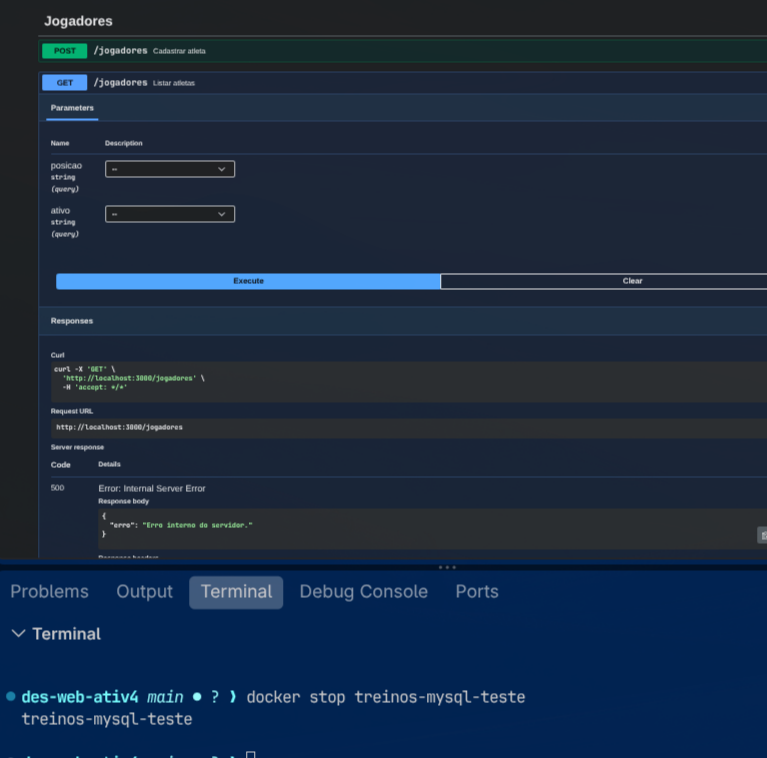 Jogadores
POST /jogadores Cadastrar atleta
GET /jogadores Listar atletas
Parameters
Name Description
posicao
string
(query)
--
ativo
string
(query)
--
Execute Clear
Responses
Curl
curl -X 'GET' \
'http://localhost:3000/jogadores' \
-H 'accept: */*'
Request URL
http://localhost:3000/jogadores
Server response
Code Details
500 Error: Internal Server Error
Response body
{
"erro": "Erro interno do servidor."
}
Response headers
Problems Output Terminal Debug Console Ports
Terminal
des-web-ativ4 main ● ? ❯ docker stop treinos-mysql-teste
treinos-mysql-teste